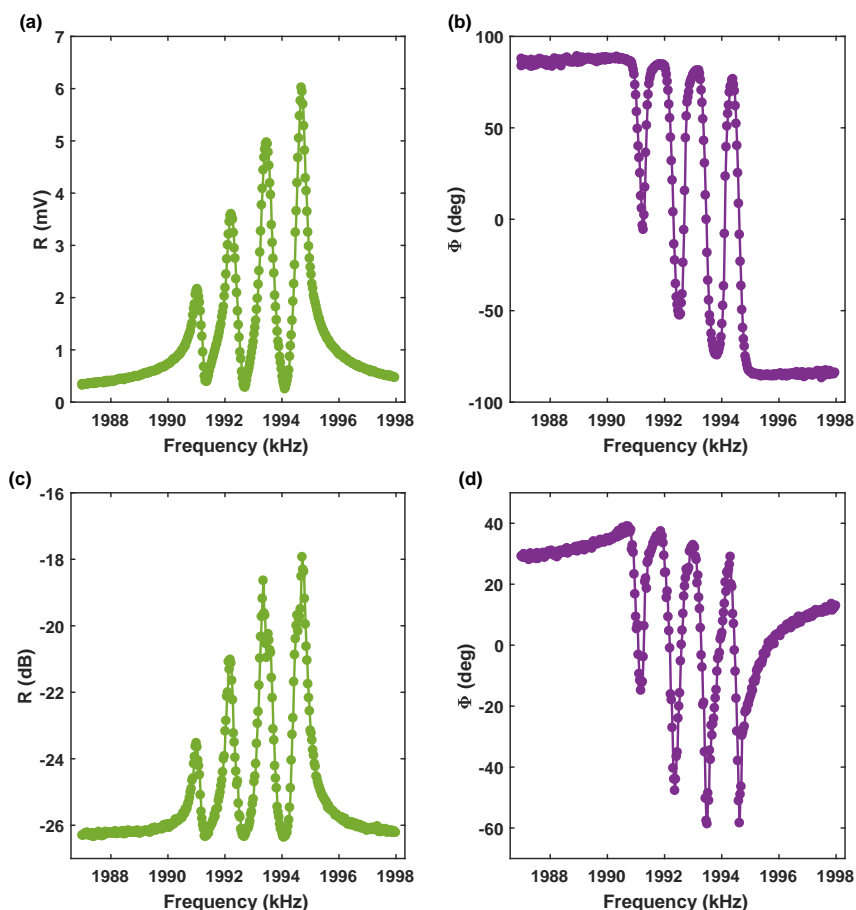 (a)
7
6
5
4
3
2
1
0
R (mV)
1988 1990 1992 1994 1996 1998
Frequency (kHz)
(b)
100
50
0
-50
-100
Φ (deg)
1988 1990 1992 1994 1996 1998
Frequency (kHz)
(c)
-16
-18
-20
-22
-24
-26
R (dB)
1988 1990 1992 1994 1996 1998
Frequency (kHz)
(d)
40
20
0
-20
-40
-60
Φ (deg)
1988 1990 1992 1994 1996 1998
Frequency (kHz)